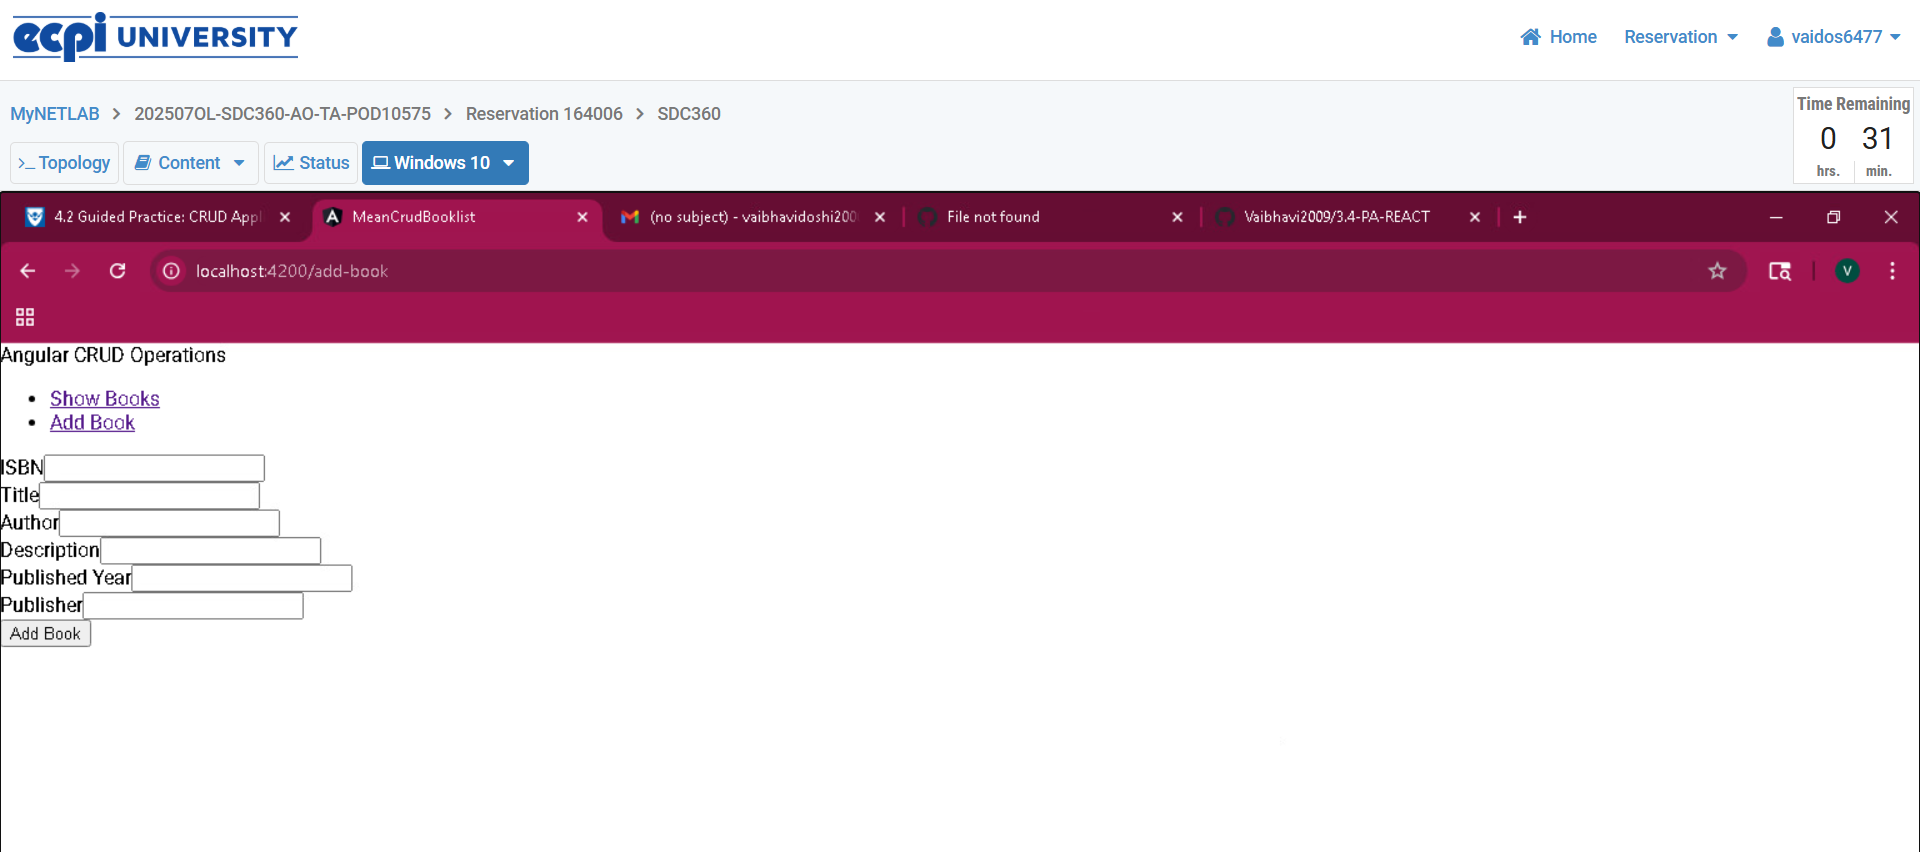 ecpi UNIVERSITY
Home Reservation vaidos6477
MyNETLAB > 202507OL-SDC360-AO-TA-POD10575 > Reservation 164006 > SDC360
Time Remaining
0 31
hrs. min.
>_ Topology Content Status Windows 10
4.2 Guided Practice: CRUD Appl
MeanCrudBooklist
(no subject) - vaibhavidoshi200
File not found
Vaibhavi2009/3.4-PA-REACT
localhost:4200/add-book
V
Angular CRUD Operations
• Show Books
• Add Book
ISBN
Title
Author
Description
Published Year
Publisher
Add Book